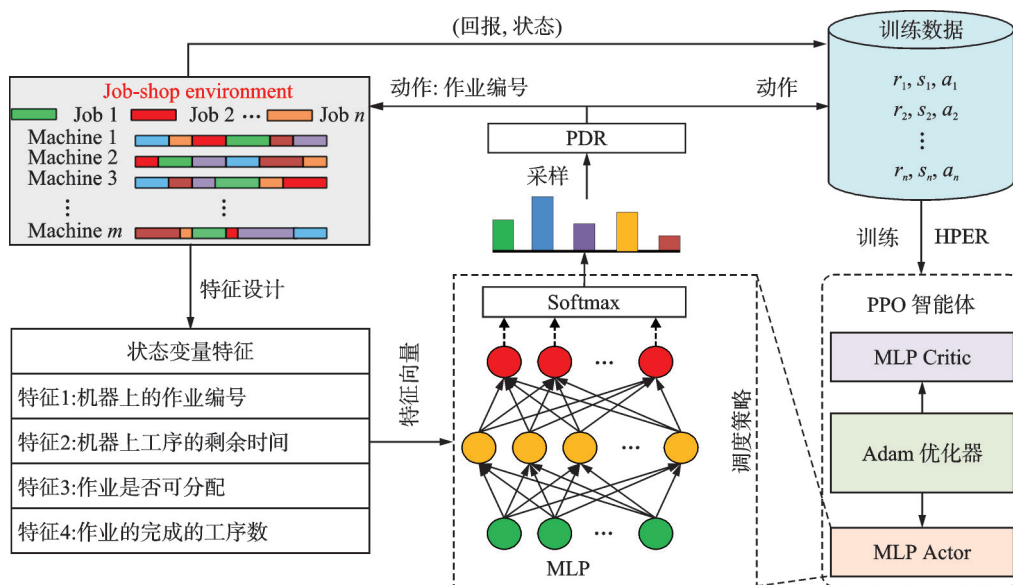 (回报, 状态)
训练数据
r₁, s₁, a₁
r₂, s₂, a₂
⋮
rₙ, sₙ, aₙ
Job-shop environment
Job 1 Job 2 ··· Job n
Machine 1
Machine 2
Machine 3
⋮ ⋮
Machine m
动作: 作业编号
动作
PDR
采样
训练 HPER
特征设计
Softmax
PPO 智能体
状态变量特征
特征1:机器上的作业编号
特征2:机器上工序的剩余时间
特征3:作业是否可分配
特征4:作业的完成的工序数
特征向量
···
···
···
MLP
调度策略
MLP Critic
Adam 优化器
MLP Actor